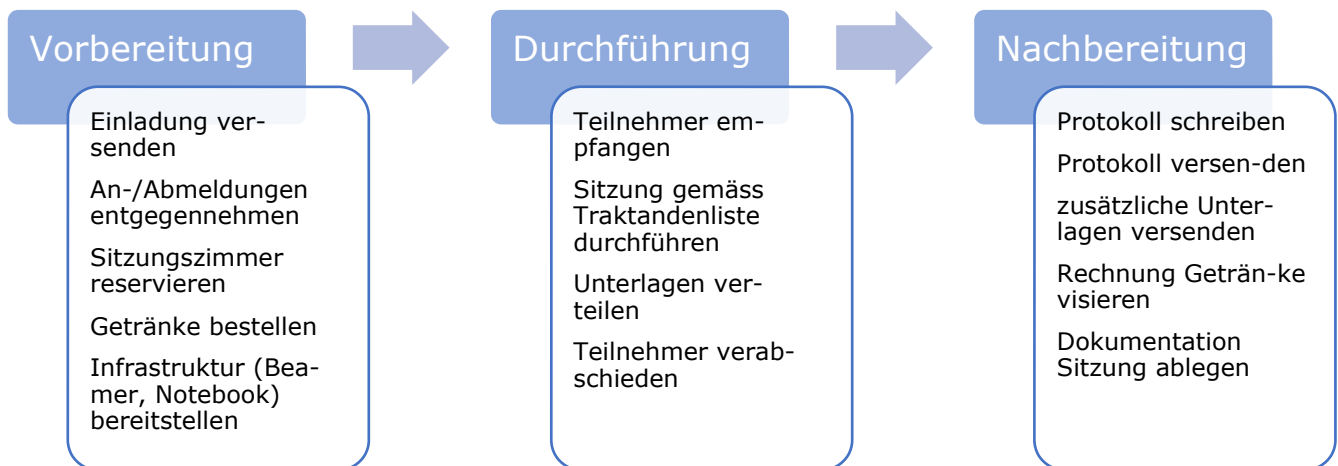 Vorbereitung
Einladung ver-
senden
An-/Abmeldungen
entgegennehmen
Sitzungszimmer
reservieren
Getränke bestellen
Infrastruktur (Bea-
mer, Notebook)
bereitstellen
Durchführung
Teilnehmer em-
pfangen
Sitzung gemäss
Traktandenliste
durchführen
Unterlagen ver-
teilen
Teilnehmer verab-
schieden
Nachbereitung
Protokoll schreiben
Protokoll versen-den
zusätzliche Unter-
lagen versenden
Rechnung Geträn-ke
visieren
Dokumentation
Sitzung ablegen